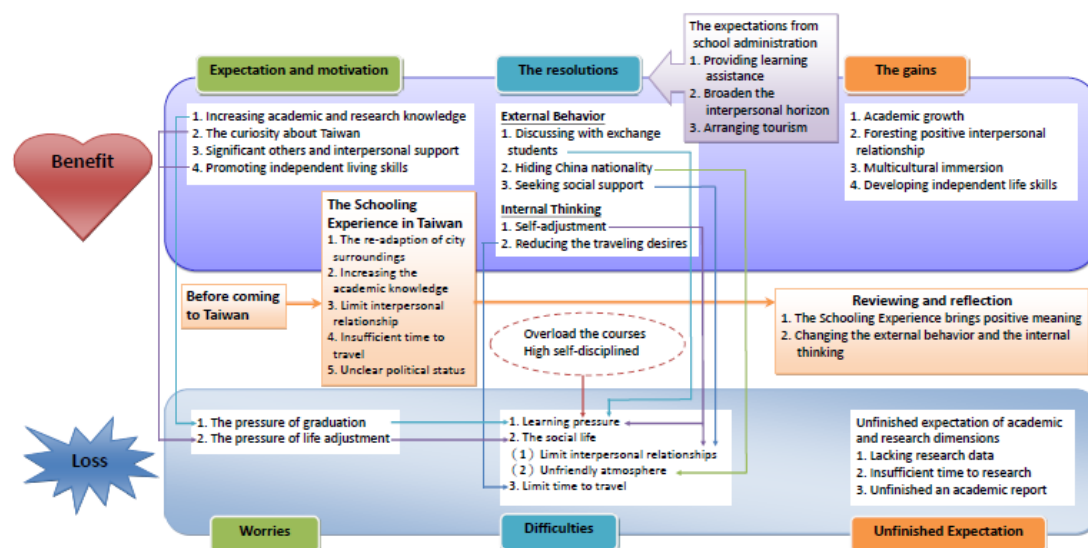 The expectations from
school administration
1. Providing learning
assistance
2. Broaden the
interpersonal horizon
3. Arranging tourism
Expectation and motivation
The resolutions
The gains
Benefit
1. Increasing academic and research knowledge
2. The curiosity about Taiwan
3. Significant others and interpersonal support
4. Promoting independent living skills
External Behavior
1. Discussing with exchange
students
2. Hiding China nationality
3. Seeking social support
Internal Thinking
1. Self-adjustment
2. Reducing the traveling desires
1. Academic growth
2. Foresting positive interpersonal
relationship
3. Multicultural immersion
4. Developing independent life skills
The Schooling
Experience in Taiwan
1. The re-adaption of city
surroundings
2. Increasing the
academic knowledge
3. Limit interpersonal
relationship
4. Insufficient time to
travel
5. Unclear political status
Before coming
to Taiwan
Reviewing and reflection
1. The Schooling Experience brings positive meaning
2. Changing the external behavior and the internal
thinking
Overload the courses
High self-disciplined
Loss
1. The pressure of graduation
2. The pressure of life adjustment
1. Learning pressure
2. The social life
(1) Limit interpersonal relationships
(2) Unfriendly atmosphere
3. Limit time to travel
Unfinished expectation of academic
and research dimensions
1. Lacking research data
2. Insufficient time to research
3. Unfinished an academic report
Worries
Difficulties
Unfinished Expectation